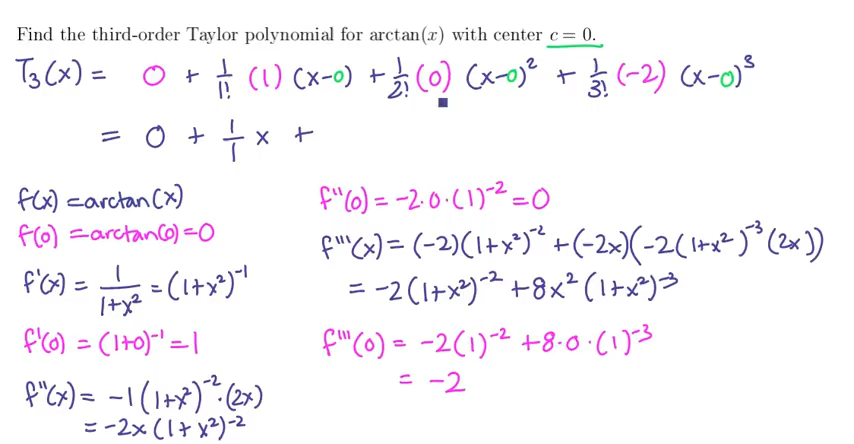 Find the third-order Taylor polynomial for arctan(x) with center c = 0.
T₃(x) = 0 + 1/1! (1) (x-0) + 1/2! (0) (x-0)² + 1/3! (-2) (x-0)³
= 0 + 1/1 x +
f(x) = arctan(x)
f(0) = arctan(0) = 0
f'(x) = 1/(1+x²) = (1+x²)⁻¹
f'(0) = (1+0)⁻¹ = 1
f''(x) = -1(1+x²)⁻²·(2x)
= -2x(1+x²)⁻²
f''(0) = -2·0·(1)⁻² = 0
f'''(x) = (-2)(1+x²)⁻² + (-2x)(-2(1+x²)⁻³(2x))
= -2(1+x²)⁻² + 8x²(1+x²)⁻³
f'''(0) = -2(1)⁻² + 8·0·(1)⁻³
= -2